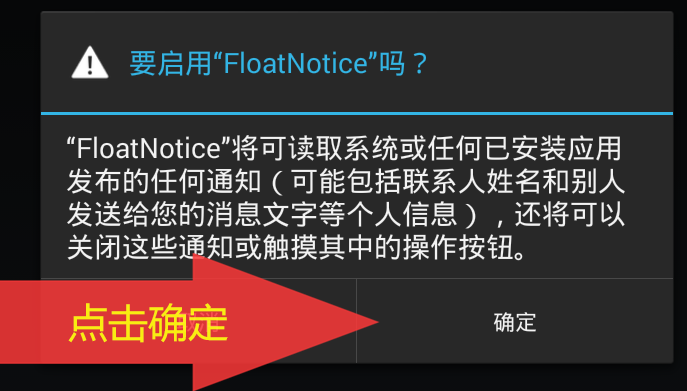 要启用“FloatNotice”吗？
“FloatNotice”将可读取系统或任何已安装应用
发布的任何通知（可能包括联系人姓名和别人
发送给您的消息文字等个人信息），还将可以
关闭这些通知或触摸其中的操作按钮。
点击确定
确定